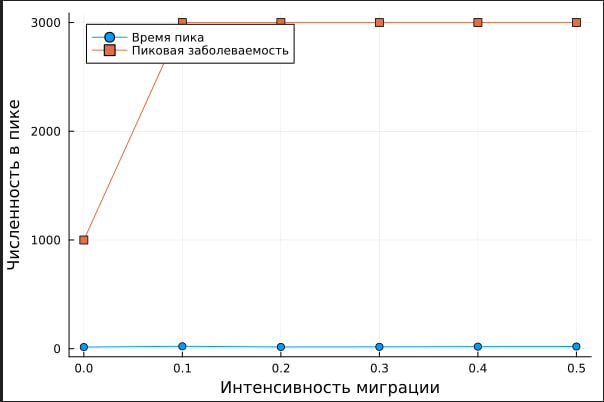 3000
Время пика
Пиковая заболеваемость
2000
1000
0
Численность в пике
0.0 0.1 0.2 0.3 0.4 0.5
Интенсивность миграции